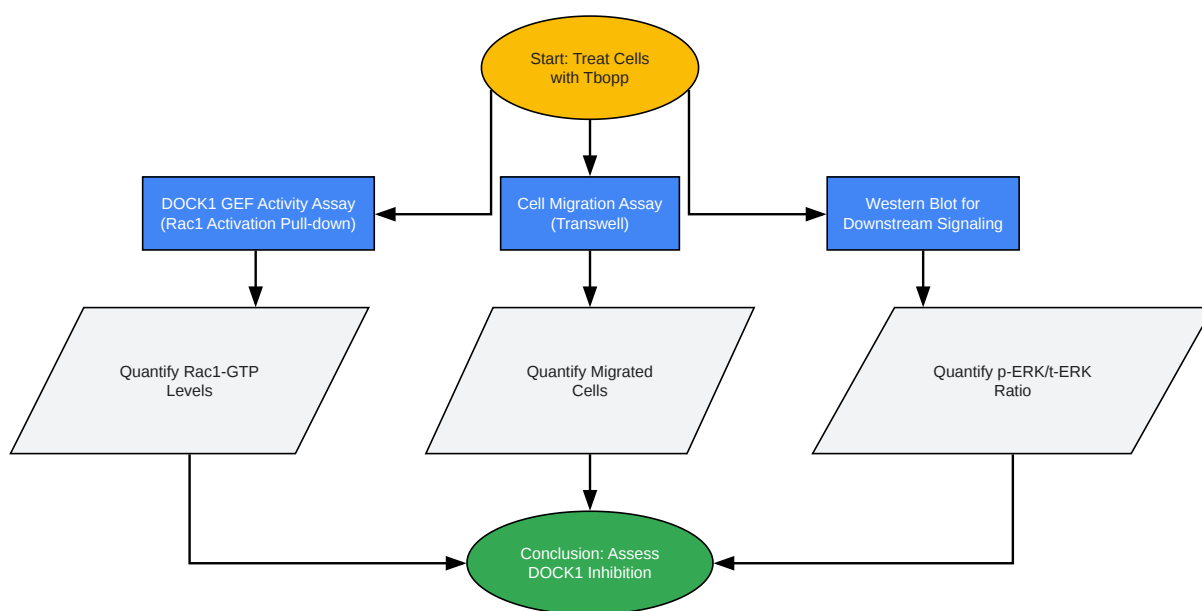 Start: Treat Cells
with Tbopp
DOCK1 GEF Activity Assay
(Rac1 Activation Pull-down)
Cell Migration Assay
(Transwell)
Western Blot for
Downstream Signaling
Quantify Rac1-GTP
Levels
Quantify Migrated
Cells
Quantify p-ERK/t-ERK
Ratio
Conclusion: Assess
DOCK1 Inhibition